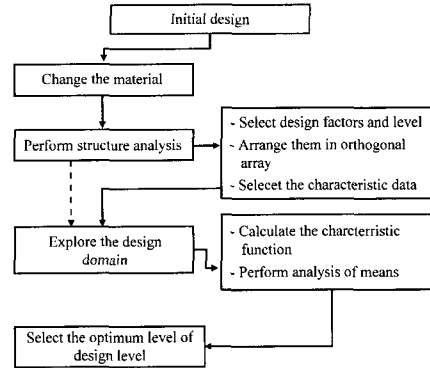 Initial design
Change the material
Perform structure analysis
- Select design factors and level
- Arrange them in orthogonal
array
- Selecet the characteristic data
Explore the design
domain
- Calculate the charcterristic
function
- Perform analysis of means
Select the optimum level of
design level